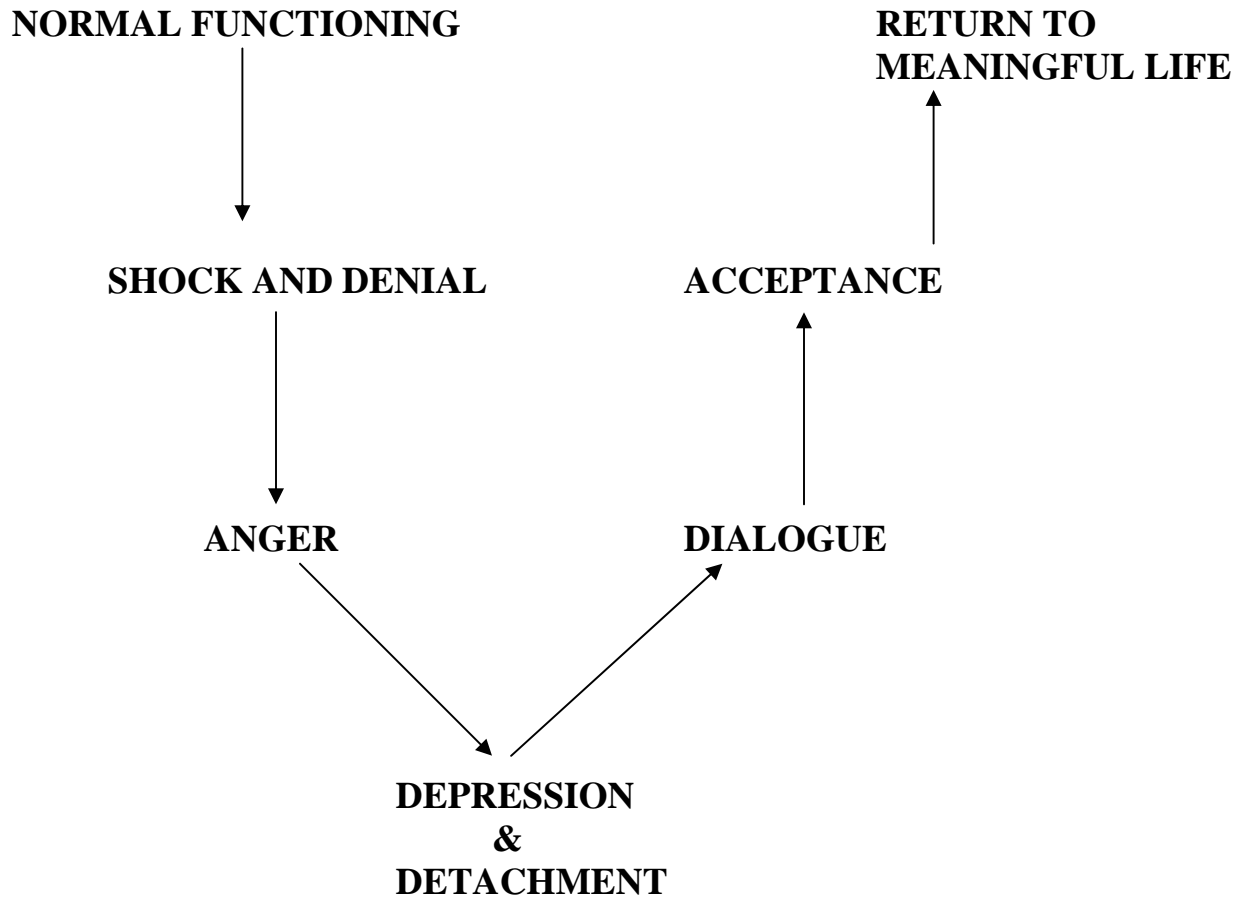 NORMAL FUNCTIONING
RETURN TO
MEANINGFUL LIFE
SHOCK AND DENIAL
ACCEPTANCE
ANGER
DIALOGUE
DEPRESSION
&
DETACHMENT